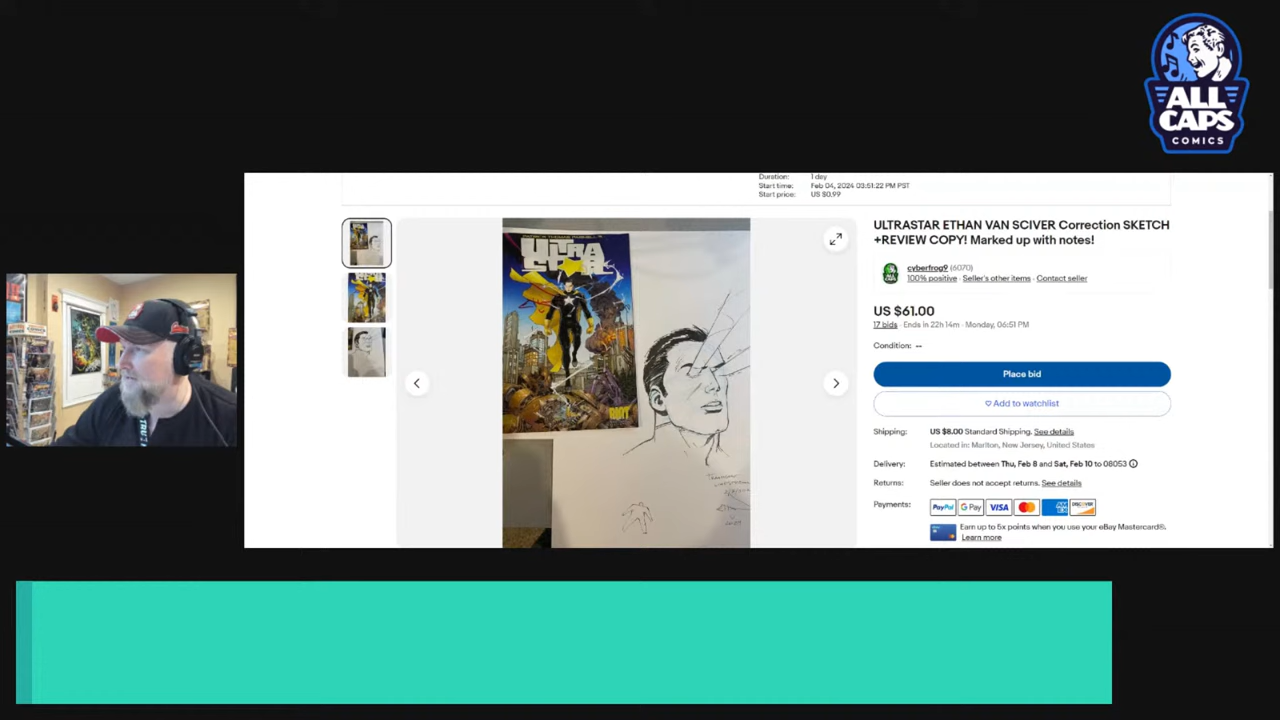 ALL
CAPS
COMICS
Duration: 1 day
Start time: Feb 04, 2024 03:51:22 PM PST
Start price: US $0.99
ULTRASTAR ETHAN VAN SCIVER Correction SKETCH
+REVIEW COPY! Marked up with notes!
cyberfrog9 (6070)
100% positive · Seller's other items · Contact seller
US $61.00
17 bids · Ends in 22h 14m · Monday, 06:51 PM
Condition: --
Place bid
Add to watchlist
Shipping: US $8.00 Standard Shipping. See details
Located in: Marlton, New Jersey, United States
Delivery: Estimated between Thu, Feb 8 and Sat, Feb 10 to 08053
Returns: Seller does not accept returns. See details
Payments: PayPal G Pay VISA DISCOVER
Earn up to 5x points when you use your eBay Mastercard®.
Learn more
ULTRA
STAR